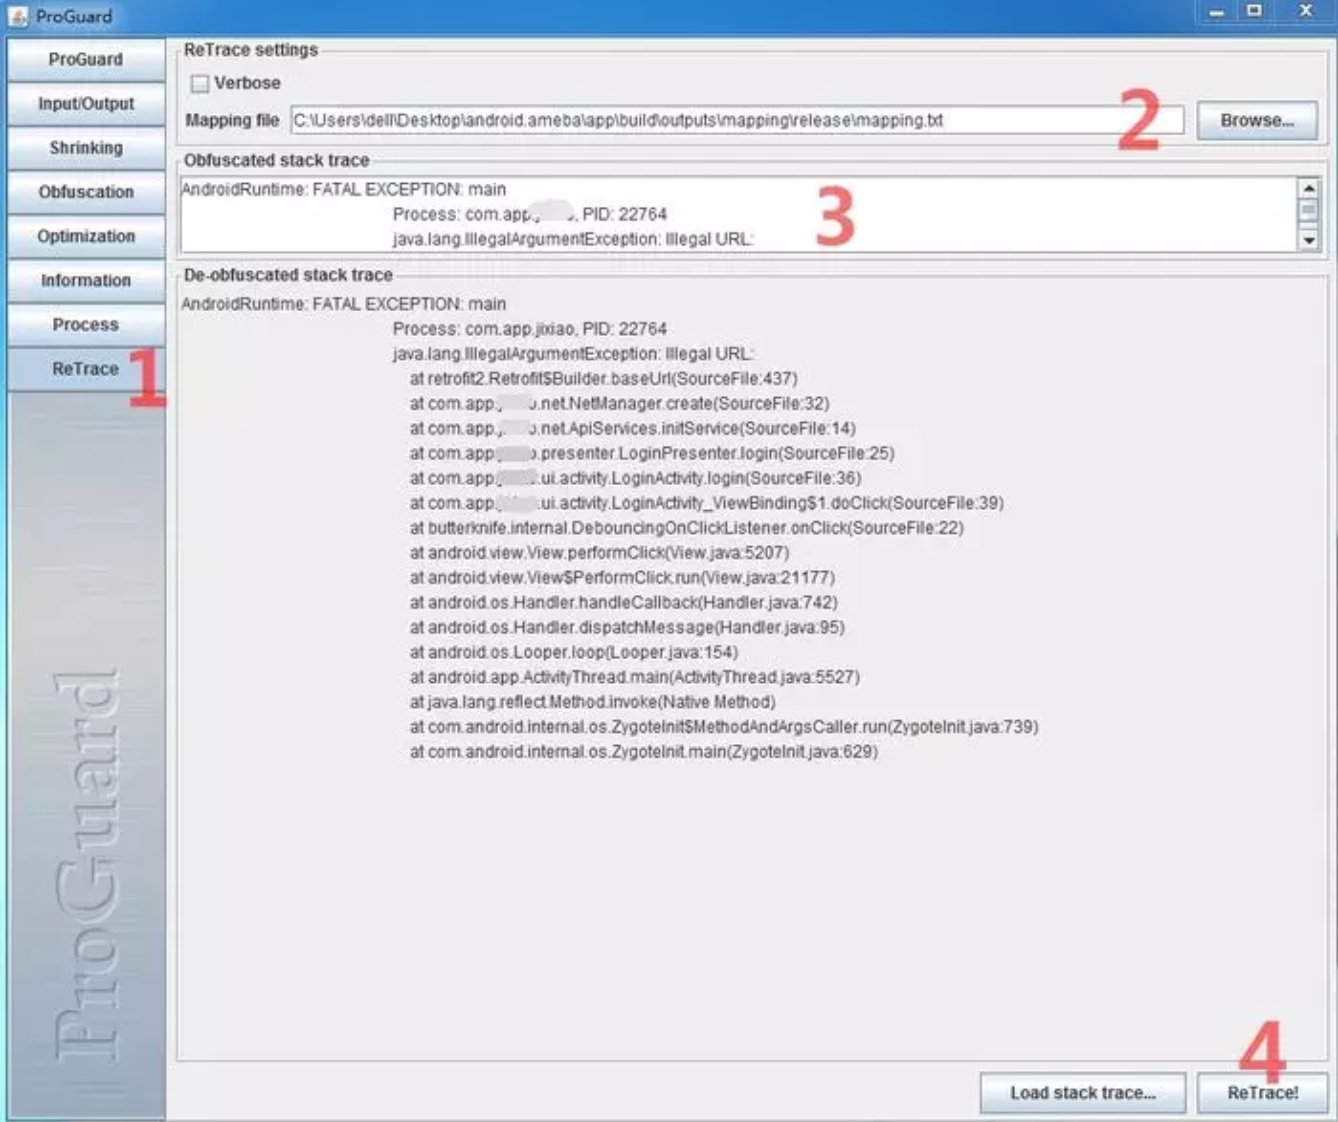 ProGuard
ProGuard
Input/Output
Shrinking
Obfuscation
Optimization
Information
Process
ReTrace
1
ProGuard
ReTrace settings
Verbose
Mapping file C:\Users\dell\Desktop\android.ameba\app\build\outputs\mapping\release\mapping.txt
2
Browse...
Obfuscated stack trace
AndroidRuntime: FATAL EXCEPTION: main
Process: com.app. , PID: 22764
java.lang.IllegalArgumentException: Illegal URL:
3
De-obfuscated stack trace
AndroidRuntime: FATAL EXCEPTION: main
Process: com.app.jixiao, PID: 22764
java.lang.IllegalArgumentException: Illegal URL:
at retrofit2.Retrofit$Builder.baseUrl(SourceFile:437)
at com.app. .net.NetManager.create(SourceFile:32)
at com.app. .net.ApiServices.initService(SourceFile:14)
at com.app .presenter.LoginPresenter.login(SourceFile:25)
at com.app. .ui.activity.LoginActivity.login(SourceFile:36)
at com.app. .ui.activity.LoginActivity_ViewBinding$1.doClick(SourceFile:39)
at butterknife.internal.DebouncingOnClickListener.onClick(SourceFile:22)
at android.view.View.performClick(View.java:5207)
at android.view.View$PerformClick.run(View.java:21177)
at android.os.Handler.handleCallback(Handler.java:742)
at android.os.Handler.dispatchMessage(Handler.java:95)
at android.os.Looper.loop(Looper.java:154)
at android.app.ActivityThread.main(ActivityThread.java:5527)
at java.lang.reflect.Method.invoke(Native Method)
at com.android.internal.os.ZygoteInit$MethodAndArgsCaller.run(ZygoteInit.java:739)
at com.android.internal.os.ZygoteInit.main(ZygoteInit.java:629)
4
Load stack trace...
ReTrace!